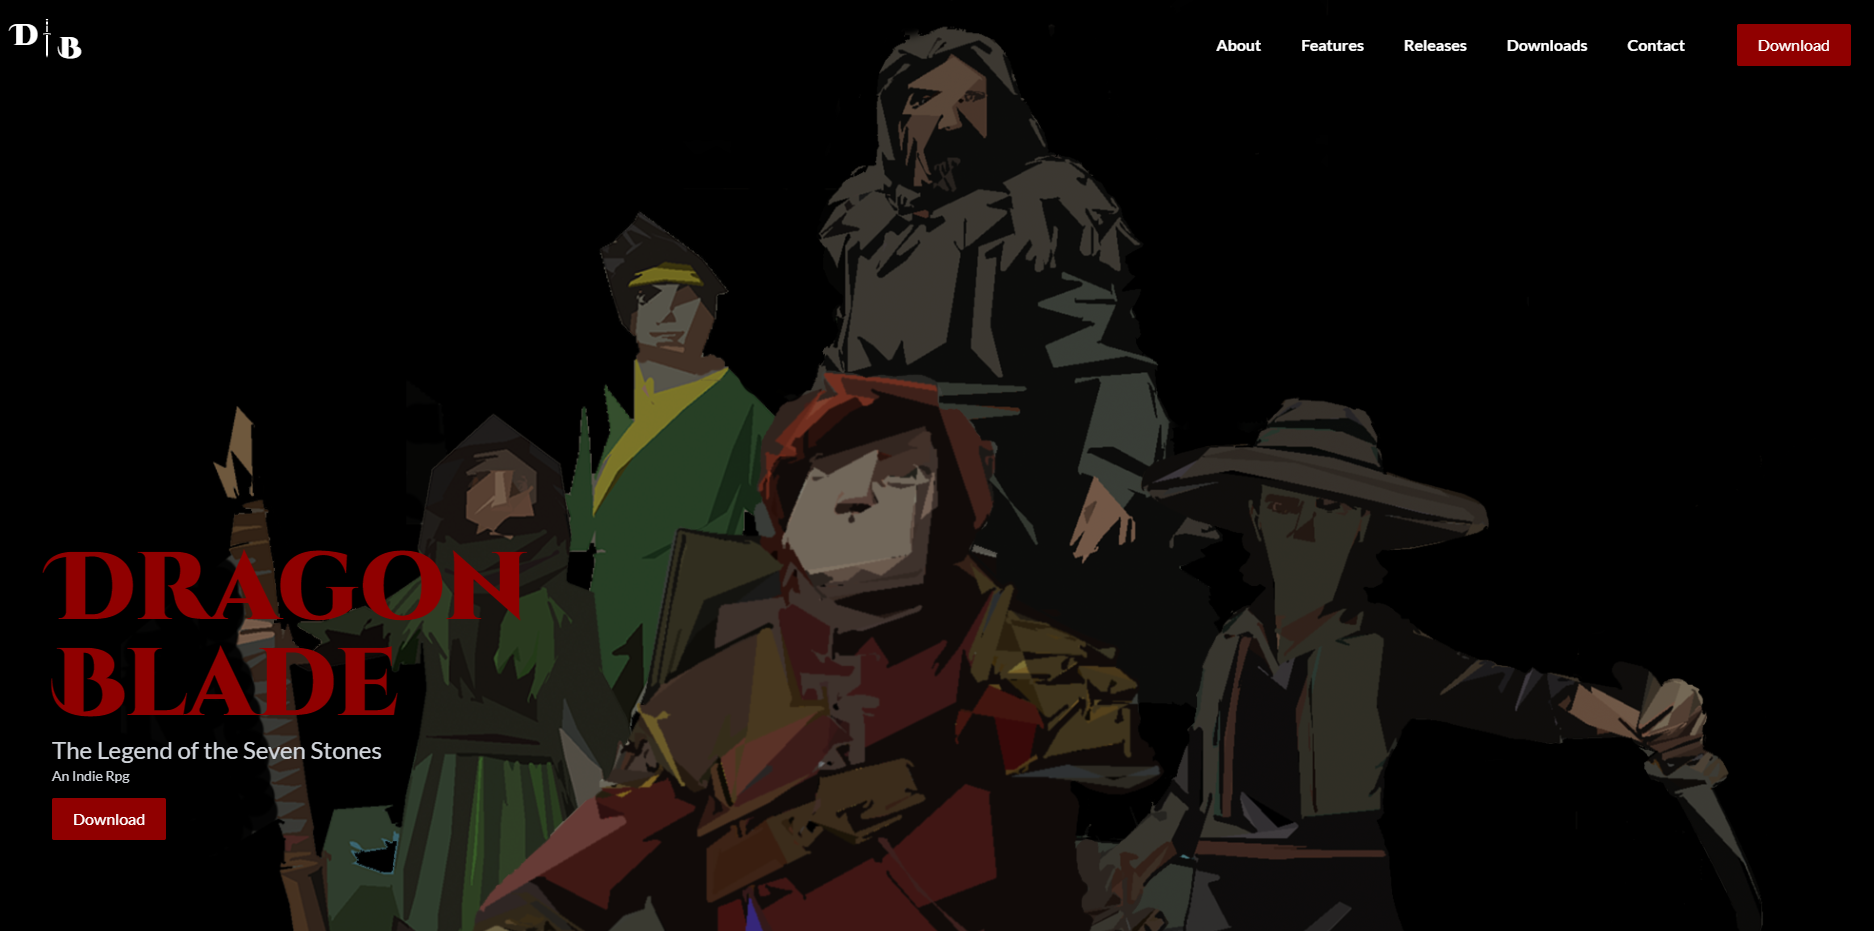 D B
About Features Releases Downloads Contact Download
Dragon
Blade
The Legend of the Seven Stones
An Indie Rpg
Download